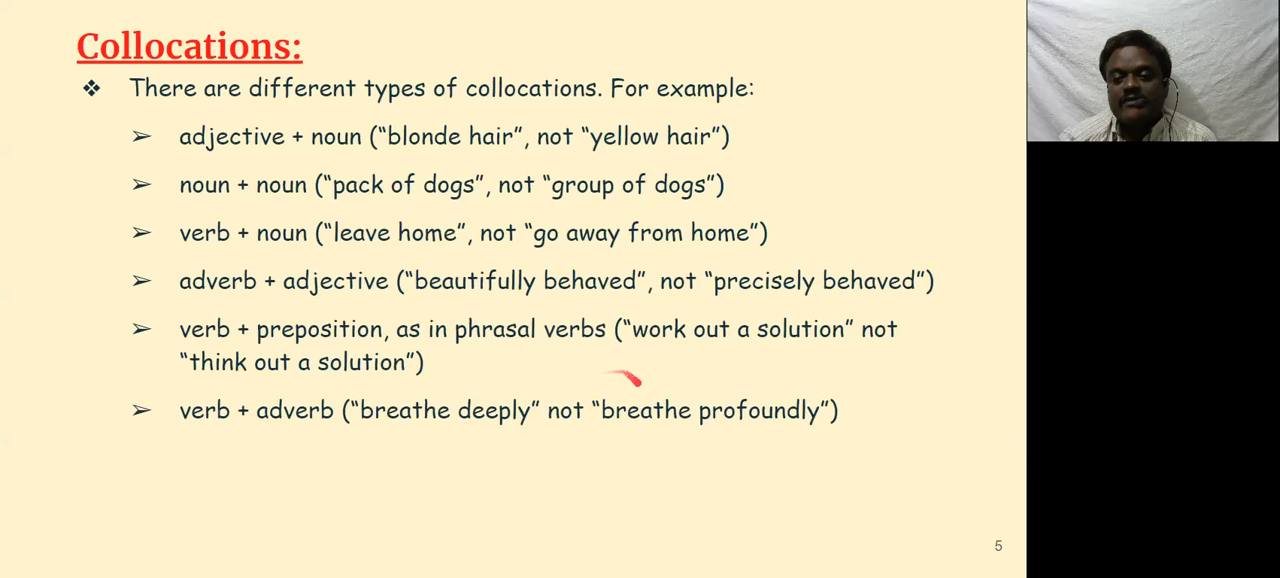 Collocations:
❖ There are different types of collocations. For example:
➢ adjective + noun (“blonde hair”, not “yellow hair”)
➢ noun + noun (“pack of dogs”, not “group of dogs”)
➢ verb + noun (“leave home”, not “go away from home”)
➢ adverb + adjective (“beautifully behaved”, not “precisely behaved”)
➢ verb + preposition, as in phrasal verbs (“work out a solution” not
“think out a solution”)
➢ verb + adverb (“breathe deeply” not “breathe profoundly”)
5